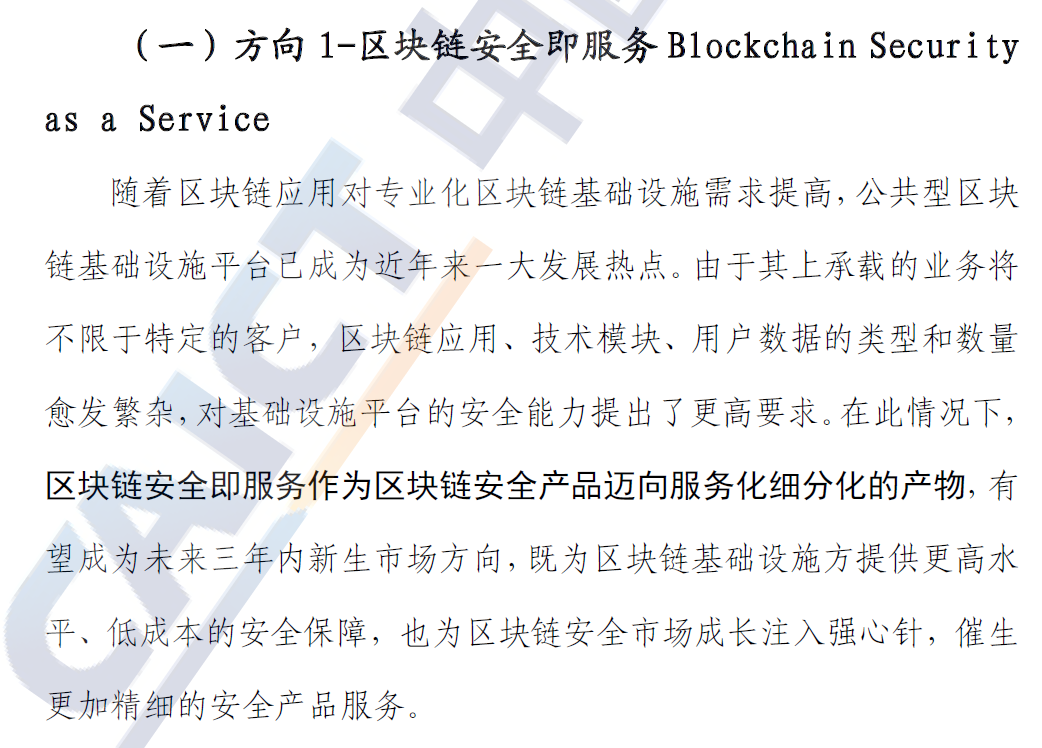 （一）方向 1-区块链安全即服务 Blockchain Security
as a Service
随着区块链应用对专业化区块链基础设施需求提高，公共型区块
链基础设施平台已成为近年来一大发展热点。由于其上承载的业务将
不限于特定的客户，区块链应用、技术模块、用户数据的类型和数量
愈发繁杂，对基础设施平台的安全能力提出了更高要求。在此情况下，
区块链安全即服务作为区块链安全产品迈向服务化细分化的产物，有
望成为未来三年内新生市场方向，既为区块链基础设施方提供更高水
平、低成本的安全保障，也为区块链安全市场成长注入强心针，催生
更加精细的安全产品服务。
CAICT 中